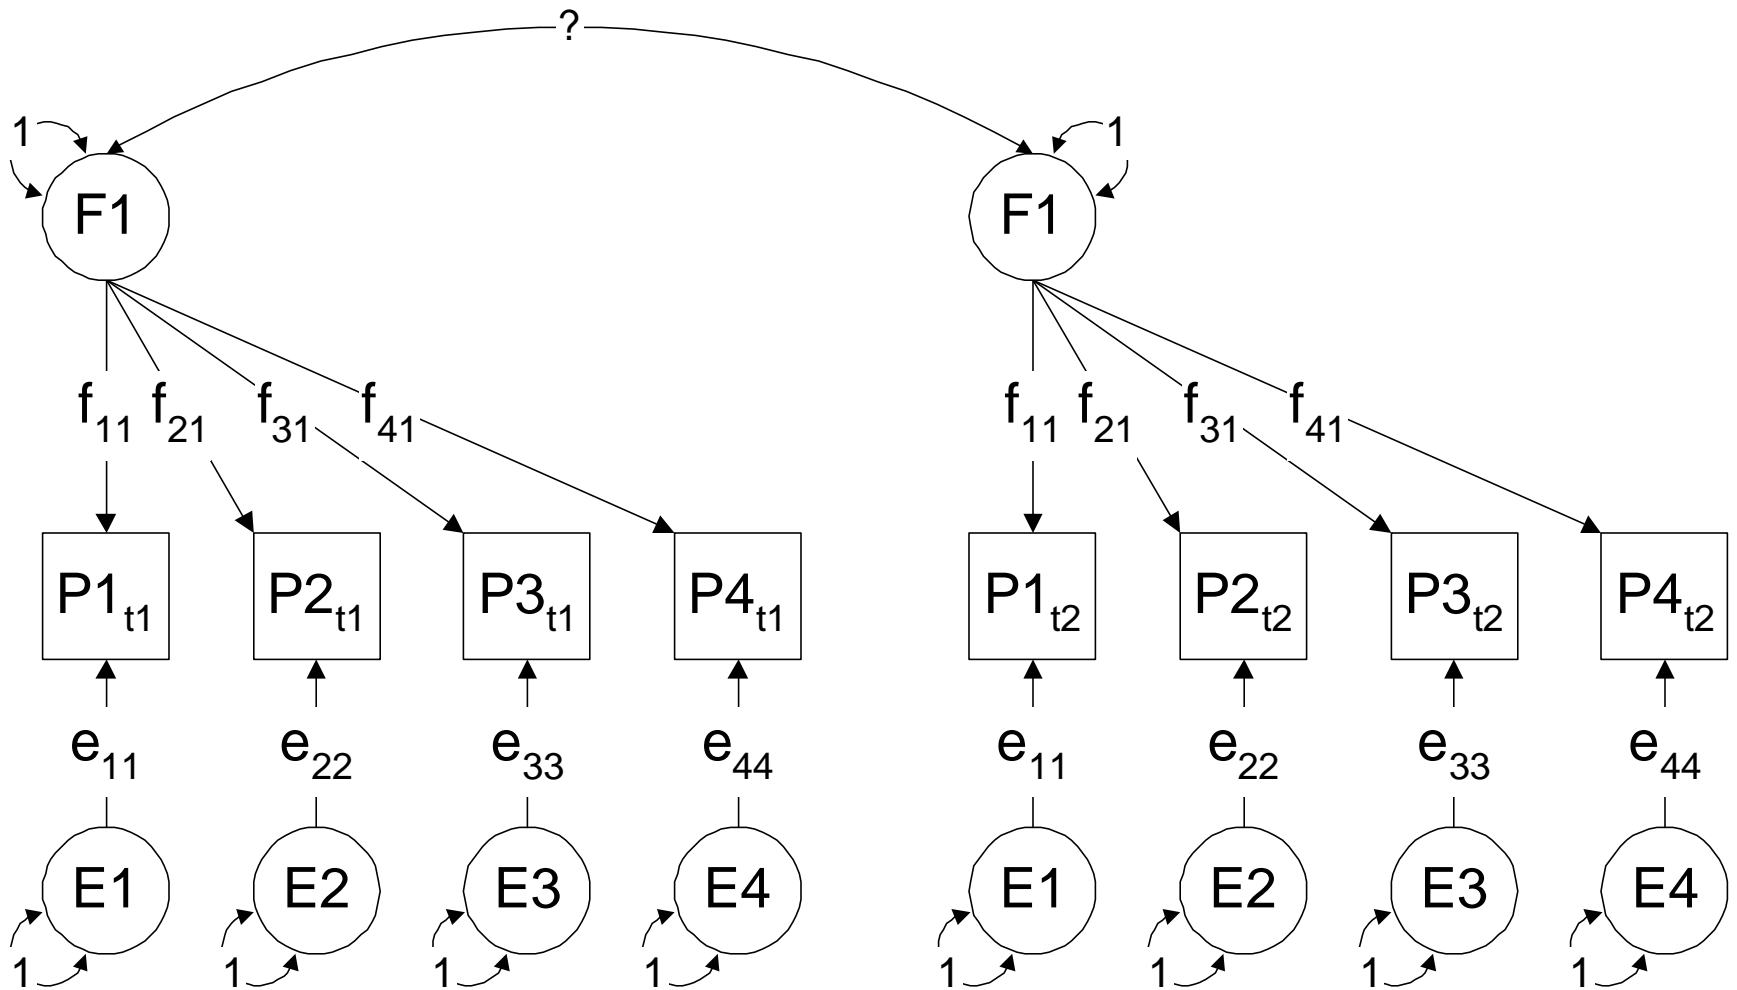 ?
1 1
F1 F1
f11 f21 f31 f41 f11 f21 f31 f41
P1t1 P2t1 P3t1 P4t1 P1t2 P2t2 P3t2 P4t2
e11 e22 e33 e44 e11 e22 e33 e44
E1 E2 E3 E4 E1 E2 E3 E4
1 1 1 1 1 1 1 1